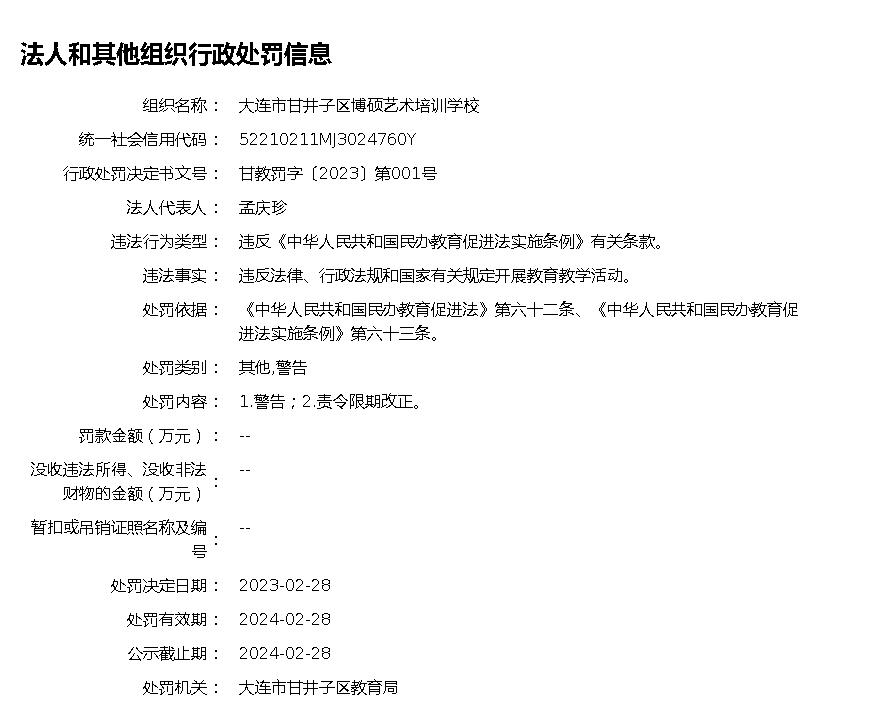 法人和其他组织行政处罚信息
组织名称： 大连市甘井子区博硕艺术培训学校
统一社会信用代码： 52210211MJ3024760Y
行政处罚决定书文号： 甘教罚字〔2023〕第001号
法人代表人： 孟庆珍
违法行为类型： 违反《中华人民共和国民办教育促进法实施条例》有关条款。
违法事实： 违反法律、行政法规和国家有关规定开展教育教学活动。
处罚依据： 《中华人民共和国民办教育促进法》第六十二条、《中华人民共和国民办教育促
进法实施条例》第六十三条。
处罚类别： 其他,警告
处罚内容： 1.警告；2.责令限期改正。
罚款金额（万元）： --
没收违法所得、没收非法
财物的金额（万元）： --
暂扣或吊销证照名称及编
号： --
处罚决定日期： 2023-02-28
处罚有效期： 2024-02-28
公示截止期： 2024-02-28
处罚机关： 大连市甘井子区教育局